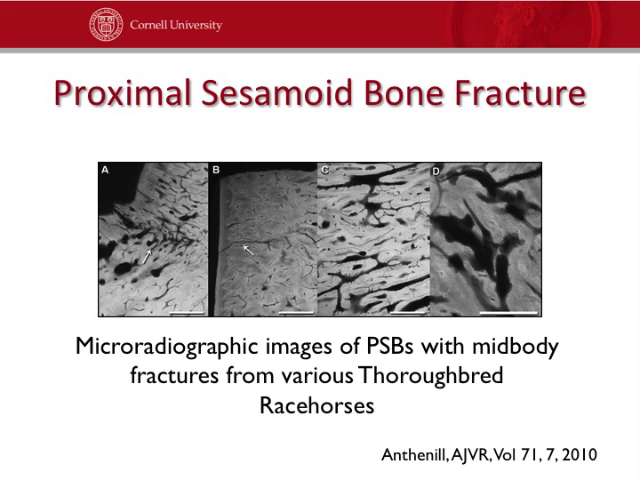 Cornell University
Proximal Sesamoid Bone Fracture
A B C D
Microradiographic images of PSBs with midbody
fractures from various Thoroughbred
Racehorses
Anthenill, AJVR, Vol 71, 7, 2010